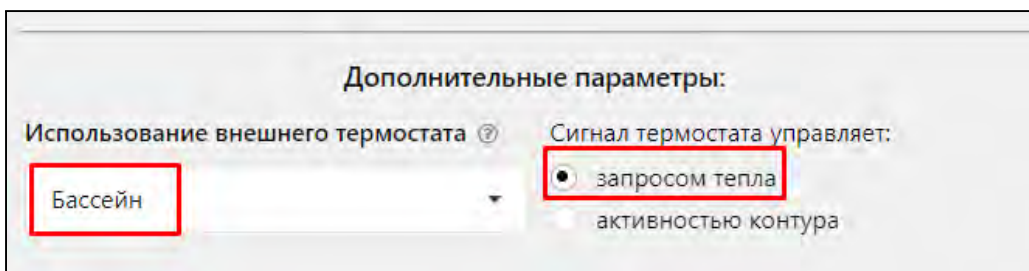 Дополнительные параметры:
Использование внешнего термостата ?
Сигнал термостата управляет:
Бассейн
запросом тепла
активностью контура